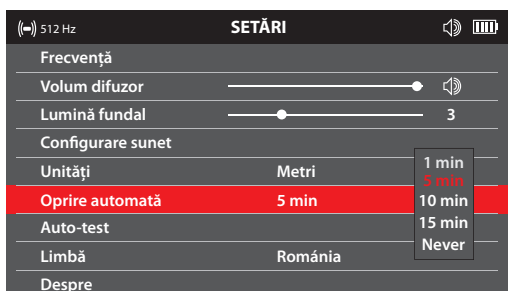 512 Hz SETĂRI
Frecvență
Volum difuzor
Lumină fundal 3
Configurare sunet
Unități Metri
Oprire automată 5 min
Auto-test
Limbă Románia
Despre
1 min
5 min
10 min
15 min
Never